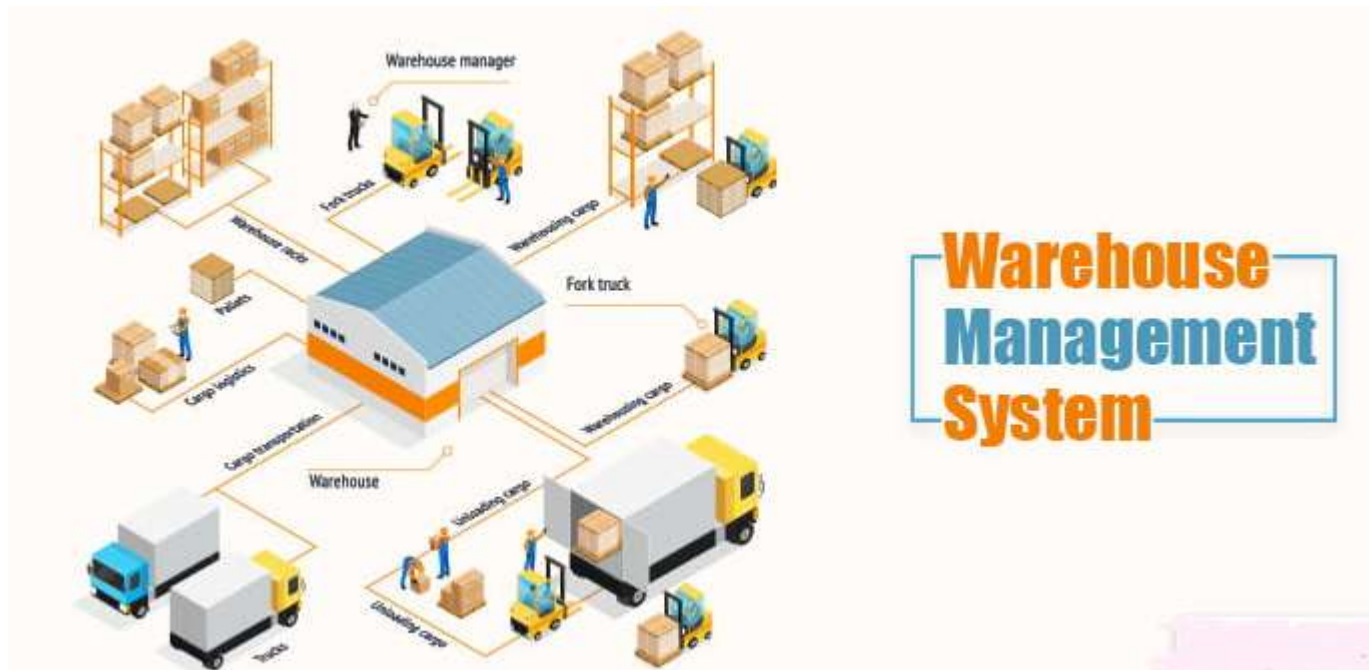 Warehouse manager
Fork trucks
Warehousing cargo
Warehouse racks
Pallets
Fork truck
Cargo logistics
Warehousing cargo
Cargo transportation
Warehouse
Unloading cargo
Unloading cargo
Trucks
Warehouse
Management
System